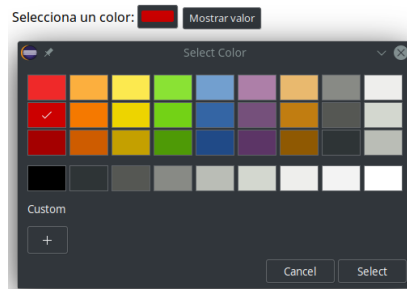 Selecciona un color: Mostrar valor
Select Color
Custom
+
Cancel Select